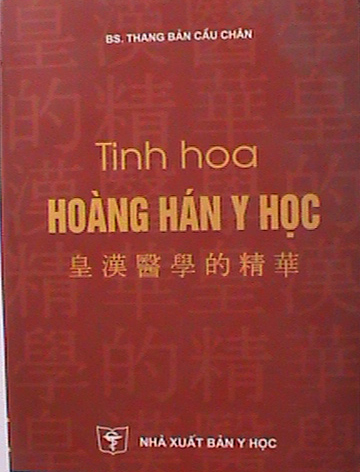 BS. THANG BẢN CẦU CHÂN
Tinh hoa
HOÀNG HÁN Y HỌC
皇漢醫學的精華
NHÀ XUẤT BẢN Y HỌC